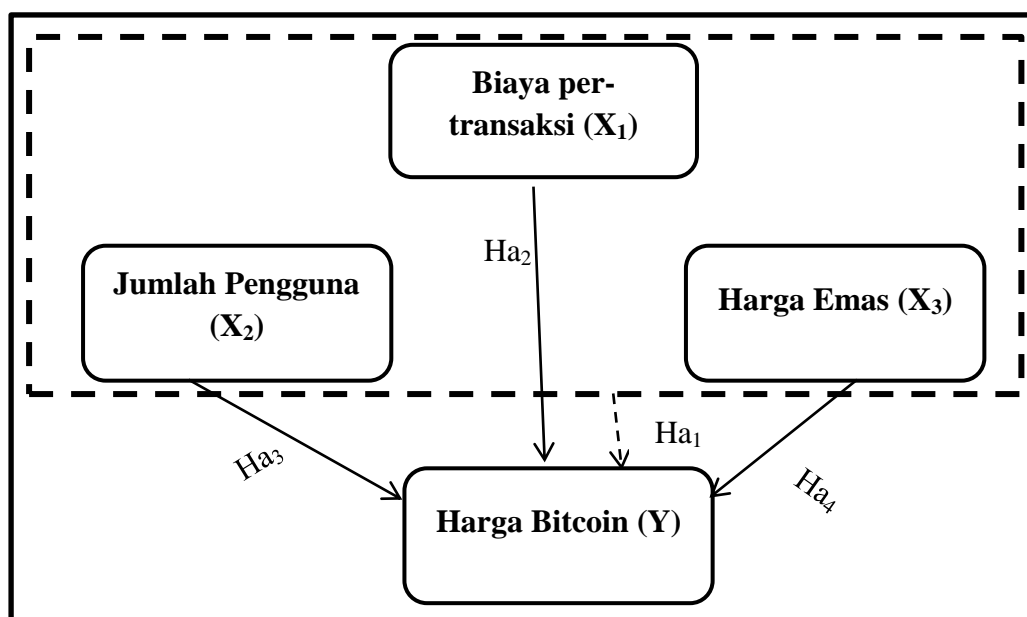 Biaya per-
transaksi (X₁)
Ha₂
Jumlah Pengguna
(X₂)
Harga Emas (X₃)
Ha₁
Ha₃
Ha₄
Harga Bitcoin (Y)